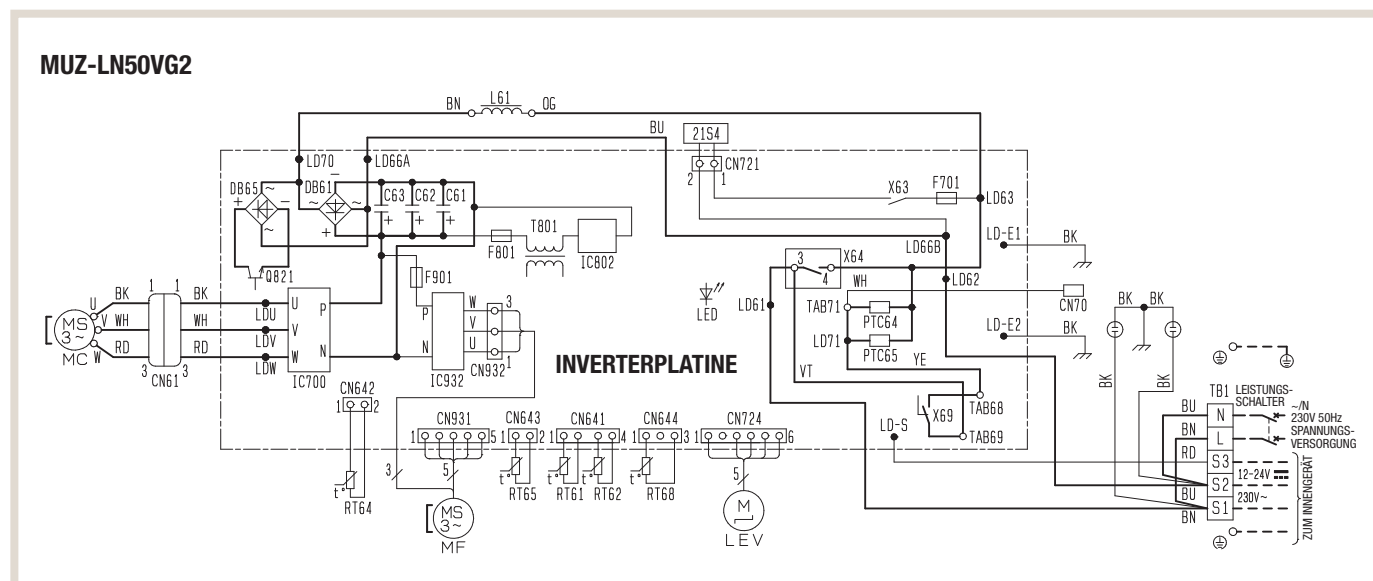 MUZ-LN50VG2
BN L61 OG
BU
21S4
CN721
2 1
X63 F701
LD63
LD70 LD66A
DB65 DB61
~ - ~ ~ + -
C63 C62 C61
+ + +
T801
F801
IC802
LD66B
LD-E1 BK
Q821
F901
3 X64
4
LD62
WH
CN70
LED
LD61
TAB71 PTC64
LD71 PTC65
LD-E2 BK
BK BK
U BK 1 1 BK U P
V WH WH V
W RD 3 3 RD W N
LDU
LDV
LDW
MS
3~
MC
CN61
IC700
P W 3
V
N U 1
IC932
CN932
INVERTERPLATINE
YE
VT
X69
TAB68
TAB69
LD-S
BK BK
TB1
LEISTUNGS-
SCHALTER
BU N
~/N
230V 50Hz
SPANNUNGS-
VERSORGUNG
BN L
RD S3
12-24V
S2
BU 230V~
S1
BN
ZUM INNENGERÄT
CN642
1 2
CN931
1 5
CN643
1 2
CN641
1 4
CN644
1 3
CN724
1 6
3 5 5
t° t° t° t° t°
RT64
RT65
RT61
RT62
RT68
MS
3~
MF
M
LEV